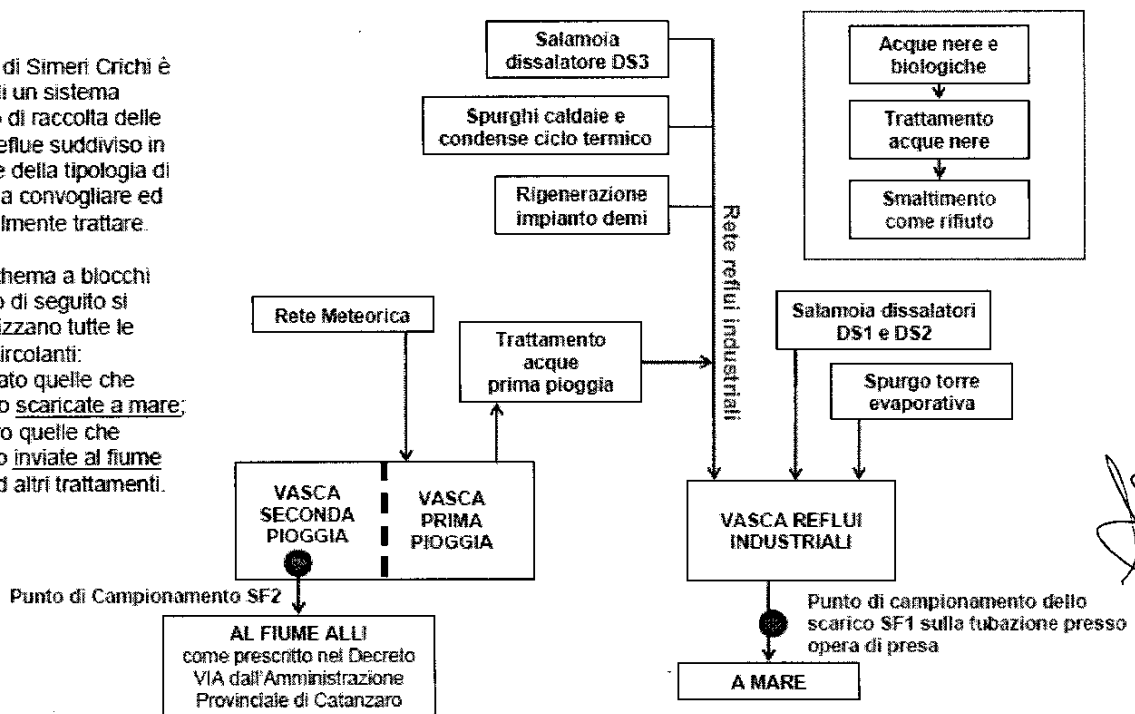 di Simeri Crichi è
un sistema
di raccolta delle
eflue suddiviso in
della tipologia di
a convogliare ed
lmente trattare.
hema a blocchi
di seguito si
izzano tutte le
ircolanti:
ato quelle che
scaricate a mare;
ro quelle che
inviate al fiume
d altri trattamenti.
Salamoia
dissalatore DS3
Spurghi caldaie e
condense ciclo termico
Rigenerazione
impianto demi
Rete reflui industriali
Acque nere e
biologiche
Trattamento
acque nere
Smaltimento
come rifiuto
Rete Meteorica
Trattamento
acque
prima pioggia
Salamoia dissalatori
DS1 e DS2
Spurgo torre
evaporativa
VASCA
SECONDA
PIOGGIA
VASCA
PRIMA
PIOGGIA
VASCA REFLUI
INDUSTRIALI
Punto di Campionamento SF2
AL FIUME ALLI
come prescritto nel Decreto
VIA dall'Amministrazione
Provinciale di Catanzaro
Punto di campionamento dello
scarico SF1 sulla tubazione presso
opera di presa
A MARE